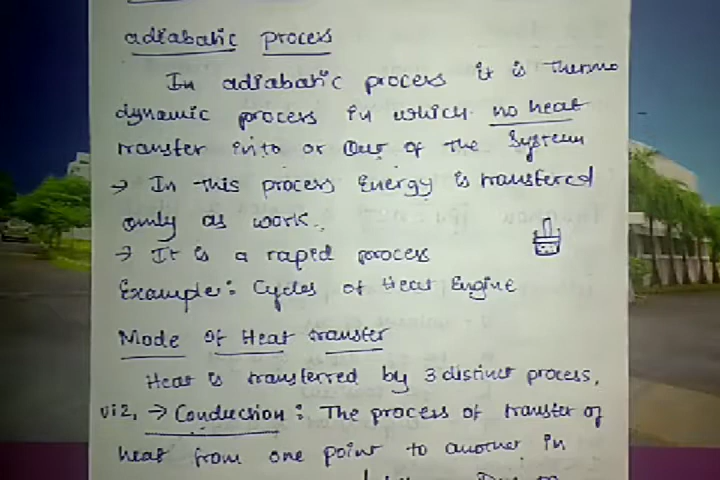 adiabatic process
In adiabatic process it is thermo
dynamic process in which no heat
transfer into or Out of the System
→ In this process Energy is transfered
only as work.
→ It is a rapid process
Example: Cycles of Heat Engine
Mode of Heat transfer
Heat is transferred by 3 distinct process,
viz, → Conduction: The process of transfer of
heat from one point to another in